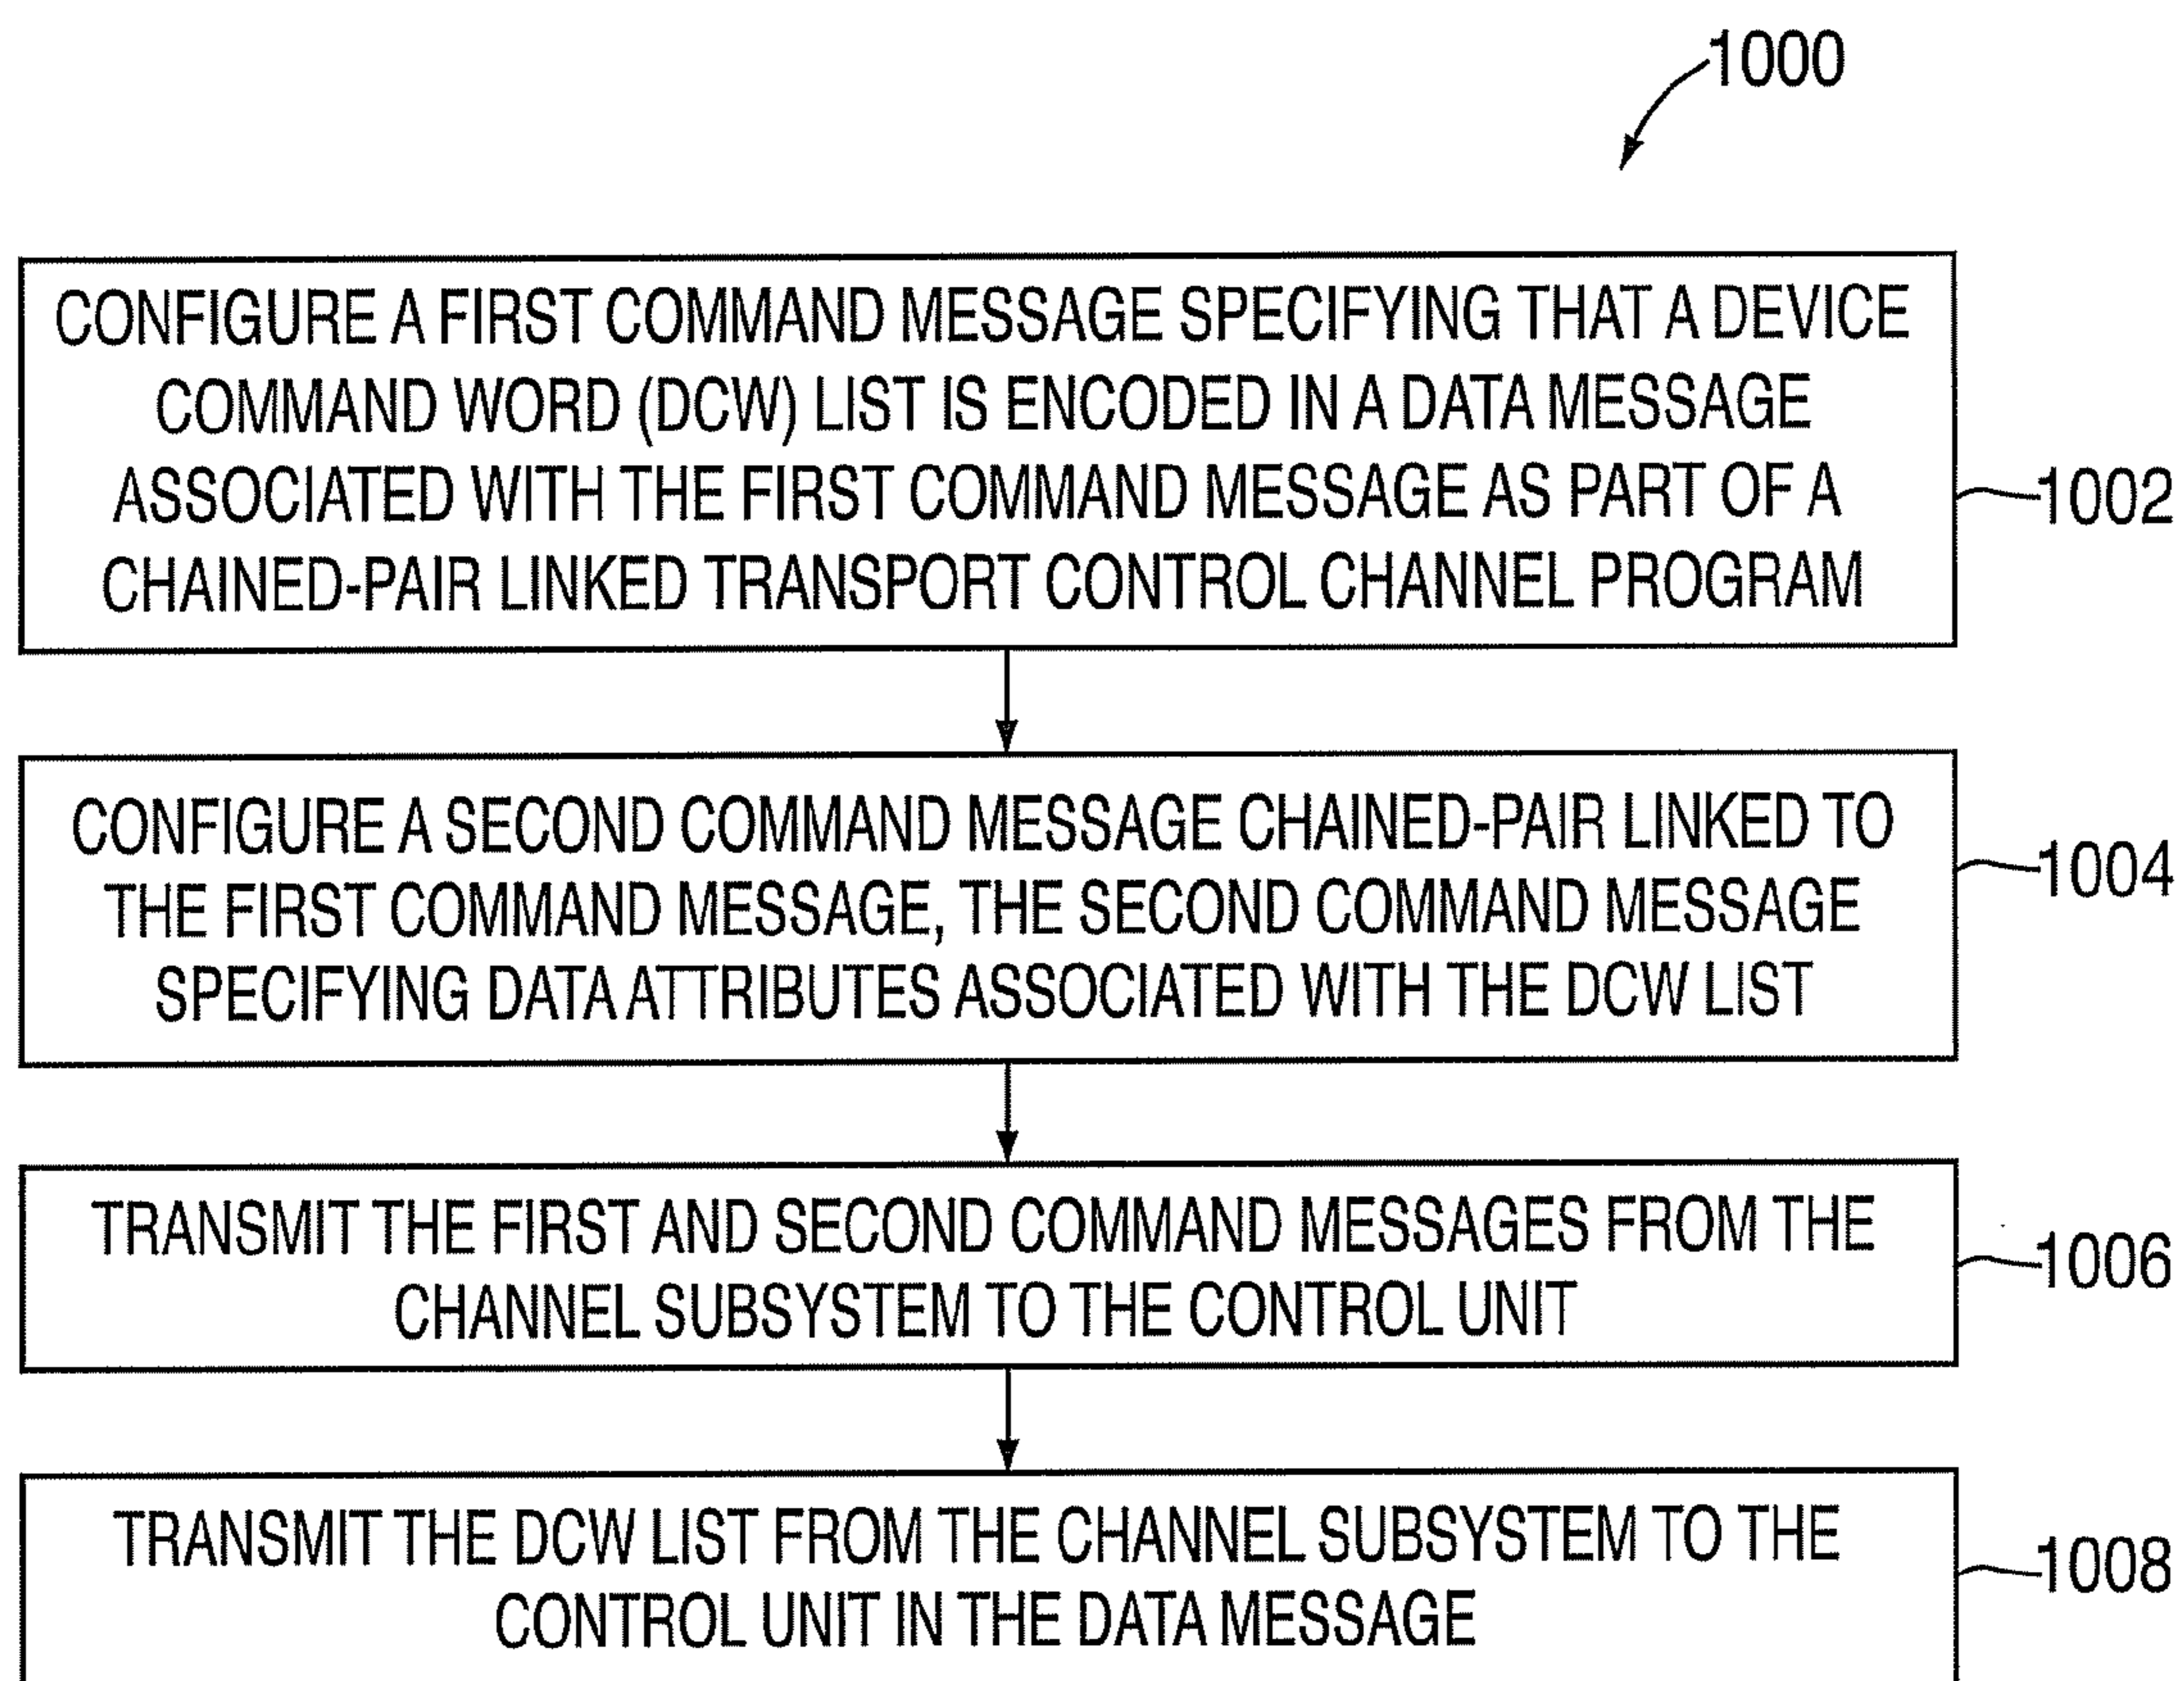 1000
CONFIGURE A FIRST COMMAND MESSAGE SPECIFYING THAT A DEVICE
COMMAND WORD (DCW) LIST IS ENCODED IN A DATA MESSAGE
ASSOCIATED WITH THE FIRST COMMAND MESSAGE AS PART OF A
CHAINED-PAIR LINKED TRANSPORT CONTROL CHANNEL PROGRAM
1002
CONFIGURE A SECOND COMMAND MESSAGE CHAINED-PAIR LINKED TO
THE FIRST COMMAND MESSAGE, THE SECOND COMMAND MESSAGE
SPECIFYING DATA ATTRIBUTES ASSOCIATED WITH THE DCW LIST
1004
TRANSMIT THE FIRST AND SECOND COMMAND MESSAGES FROM THE
CHANNEL SUBSYSTEM TO THE CONTROL UNIT
1006
TRANSMIT THE DCW LIST FROM THE CHANNEL SUBSYSTEM TO THE
CONTROL UNIT IN THE DATA MESSAGE
1008